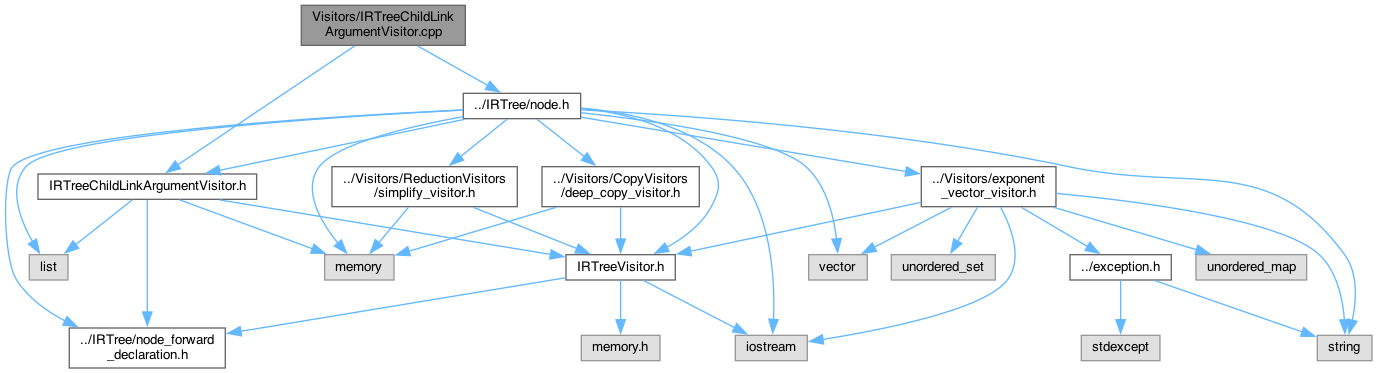 Visitors/IRTreeChildLink
ArgumentVisitor.cpp
../IRTree/node.h
IRTreeChildLinkArgumentVisitor.h
../Visitors/ReductionVisitors
/simplify_visitor.h
../Visitors/CopyVisitors
/deep_copy_visitor.h
../Visitors/exponent
_vector_visitor.h
list
memory
IRTreeVisitor.h
vector
unordered_set
../exception.h
unordered_map
../IRTree/node_forward
_declaration.h
memory.h
iostream
stdexcept
string